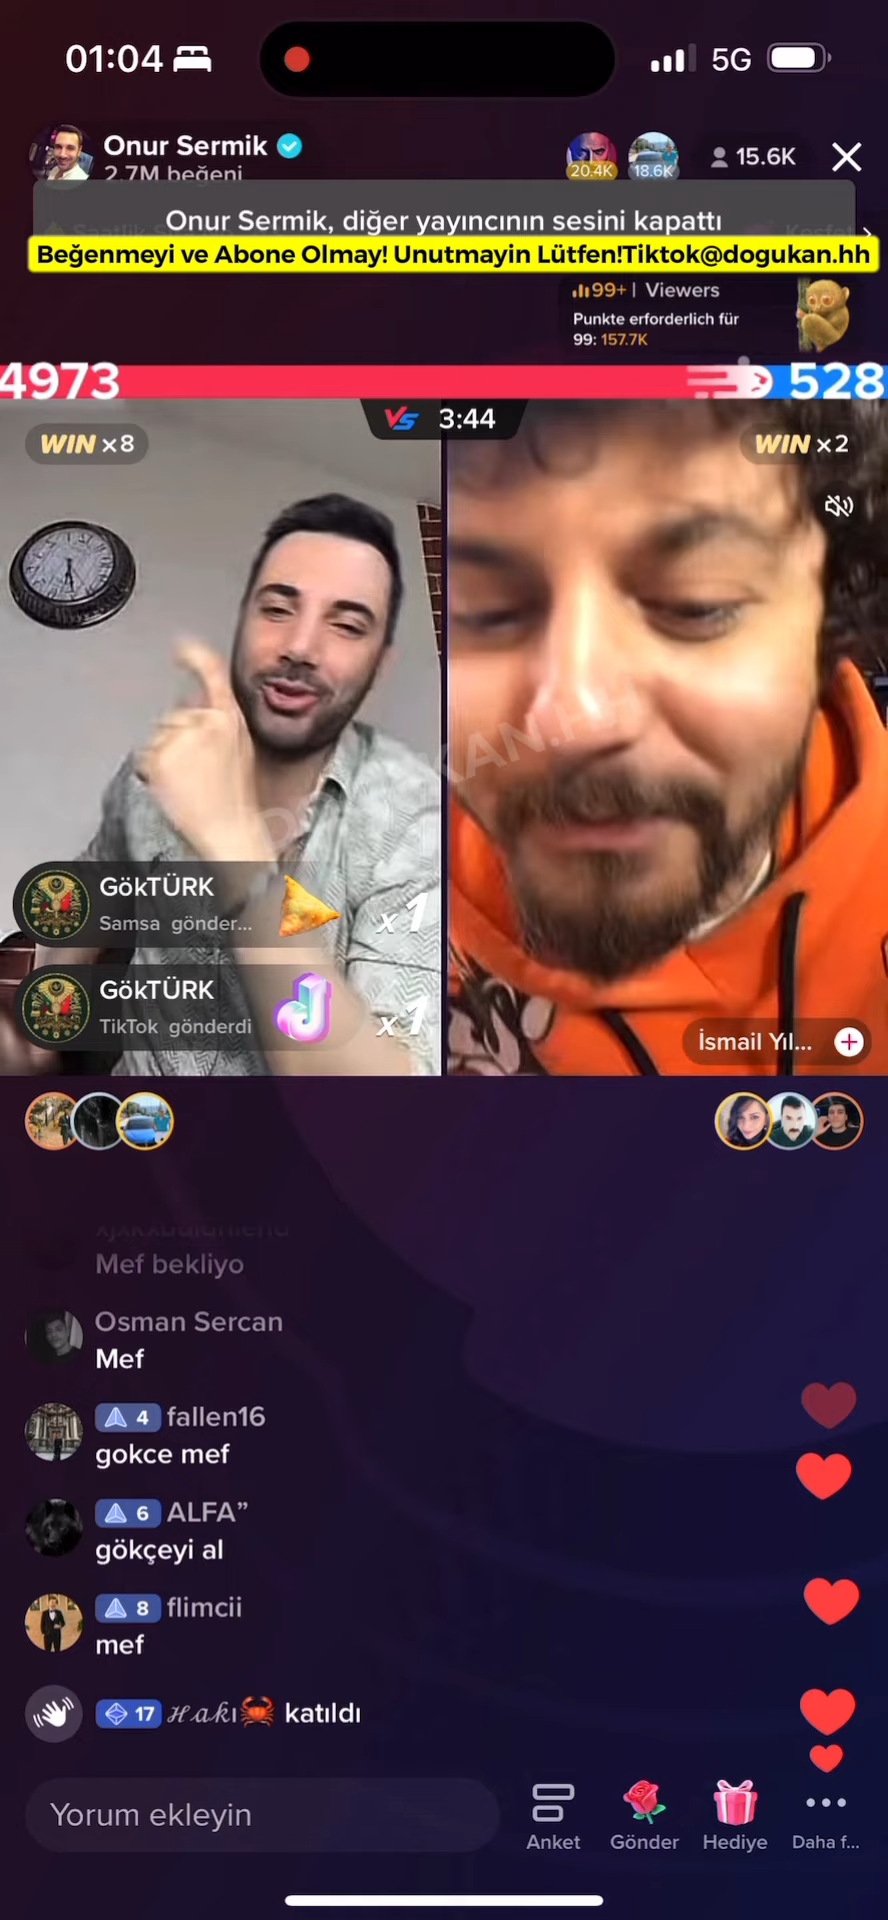 01:04
5G
Onur Sermik
2.7M beğeni
20.4K
18.6K
15.6K
Onur Sermik, diğer yayıncının sesini kapattı
Beğenmeyi ve Abone Olmay! Unutmayin Lütfen!Tiktok@dogukan.hh
99+ | Viewers
Punkte erforderlich für
99: 157.7K
4973
528
VS 3:44
WIN x8
WIN x2
KAN.HH
GökTÜRK
Samsa gönder...
x1
GökTÜRK
TikTok gönderdi
x1
İsmail Yıl...
Mef bekliyo
Osman Sercan
Mef
4 fallen16
gokce mef
6 ALFA”
gökçeyi al
8 flimcii
mef
17 Hakı🦀 katıldı
Yorum ekleyin
Anket
Gönder
Hediye
Daha f...